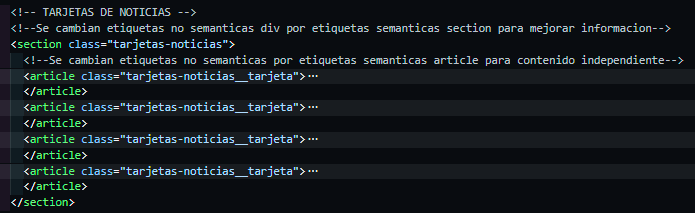 <!-- TARJETAS DE NOTICIAS -->
<!--Se cambian etiquetas no semanticas div por etiquetas semanticas section para mejorar informacion-->
<section class="tarjetas-noticias">
<!--Se cambian etiquetas no semanticas por etiquetas semanticas article para contenido independiente-->
<article class="tarjetas-noticias__tarjeta">···
</article>
<article class="tarjetas-noticias__tarjeta">···
</article>
<article class="tarjetas-noticias__tarjeta">···
</article>
<article class="tarjetas-noticias__tarjeta">···
</article>
</section>